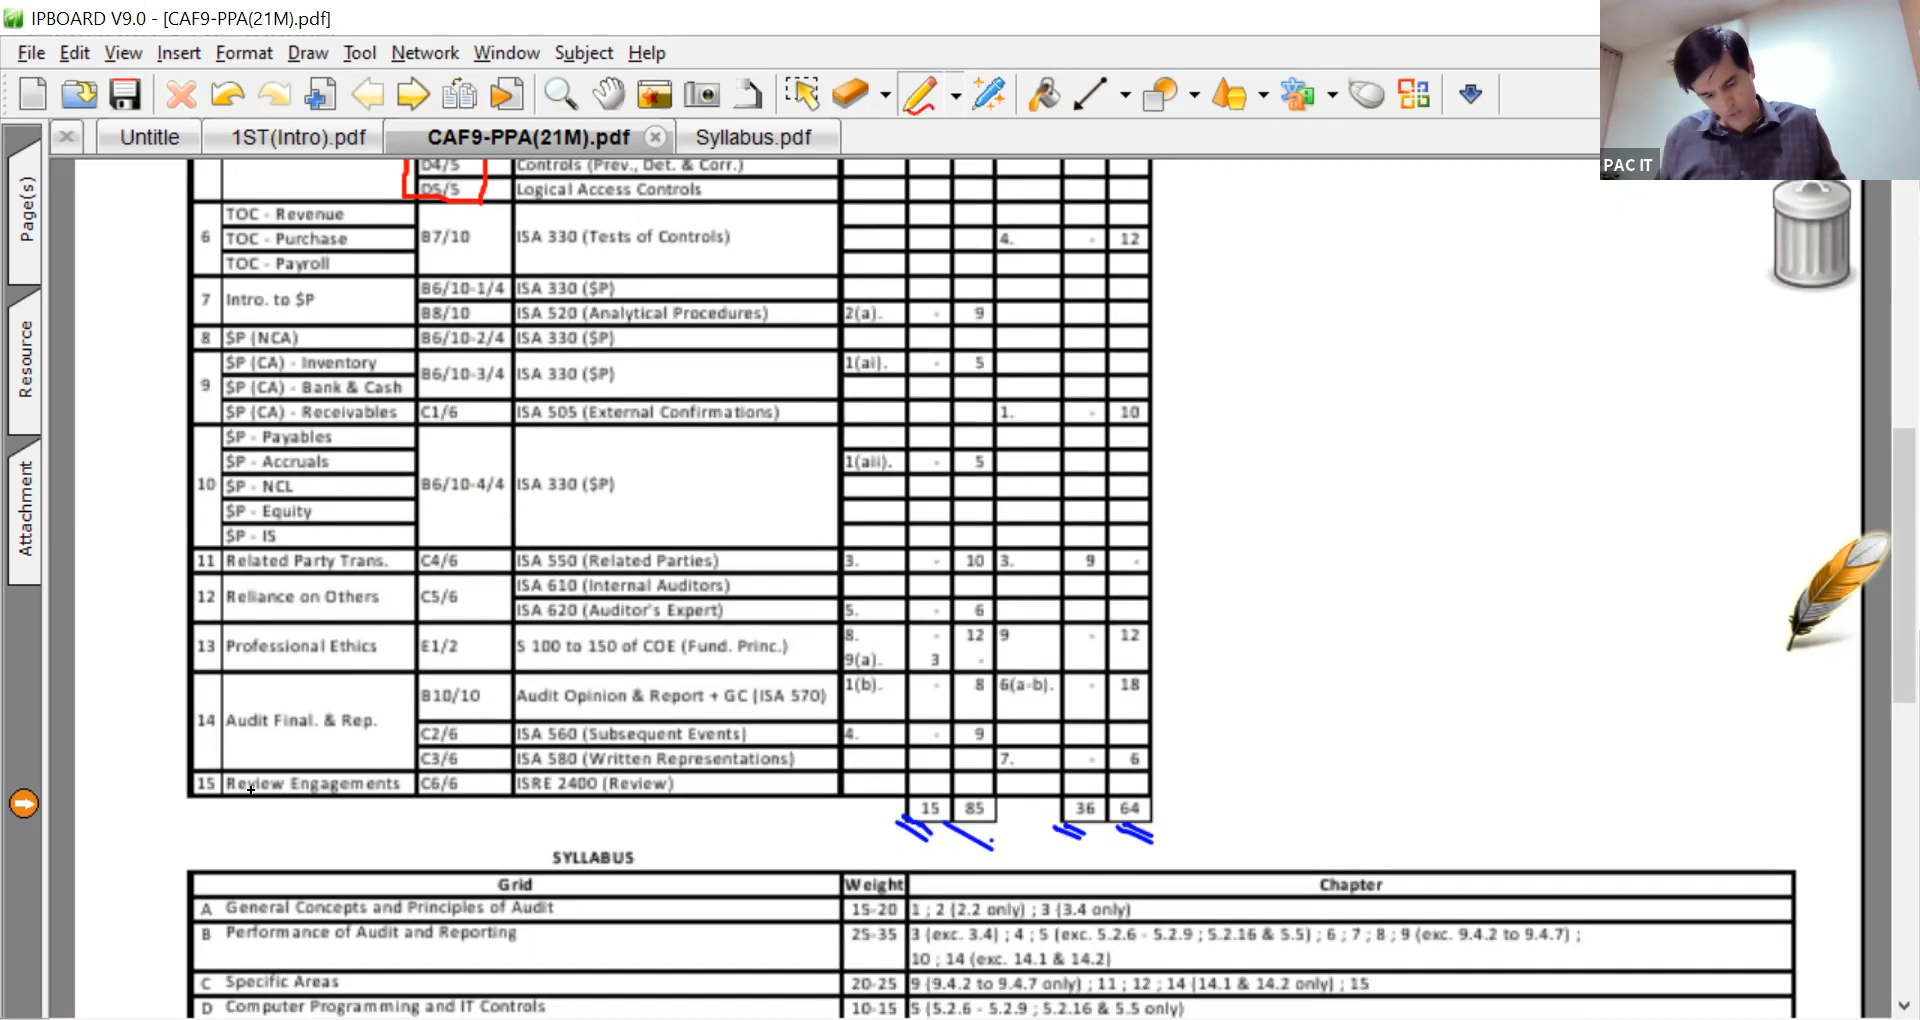 IPBOARD V9.0 - [CAF9-PPA(21M).pdf]
File Edit View Insert Format Draw Tool Network Window Subject Help
PAC IT
Untitle 1ST(Intro).pdf CAF9-PPA(21M).pdf Syllabus.pdf
Page(s)
Resource
Attachment
D4/5 Controls (Prev., Det. & Corr.)
D5/5 Logical Access Controls
6 TOC - Revenue
TOC - Purchase B7/10 ISA 330 (Tests of Controls) 4. - 12
TOC - Payroll
7 Intro. to $P B6/10-1/4 ISA 330 ($P)
B8/10 ISA 520 (Analytical Procedures) 2(a). - 9
8 $P (NCA) B6/10-2/4 ISA 330 ($P)
9 $P (CA) - Inventory B6/10-3/4 ISA 330 ($P) 1(ai). - 5
$P (CA) - Bank & Cash
$P (CA) - Receivables C1/6 ISA 505 (External Confirmations) 1. - 10
$P - Payables
$P - Accruals 1(aii). - 5
10 $P - NCL B6/10-4/4 ISA 330 ($P)
$P - Equity
$P - IS
11 Related Party Trans. C4/6 ISA 550 (Related Parties) 3. - 10 3. 9 -
12 Reliance on Others C5/6 ISA 610 (Internal Auditors)
ISA 620 (Auditor's Expert) 5. - 6
13 Professional Ethics E1/2 S 100 to 150 of COE (Fund. Princ.) 8. - 12 9 - 12
9(a). 3 -
14 Audit Final. & Rep. B10/10 Audit Opinion & Report + GC (ISA 570) 1(b). - 8 6(a-b). - 18
C2/6 ISA 560 (Subsequent Events) 4. - 9
C3/6 ISA 580 (Written Representations) 7. - 6
15 Review Engagements C6/6 ISRE 2400 (Review)
15 85 36 64
SYLLABUS
Grid Weight Chapter
A General Concepts and Principles of Audit 15-20 1 ; 2 (2.2 only) ; 3 (3.4 only)
B Performance of Audit and Reporting 25-35 3 (exc. 3.4) ; 4 ; 5 (exc. 5.2.6 - 5.2.9 ; 5.2.16 & 5.5) ; 6 ; 7 ; 8 ; 9 (exc. 9.4.2 to 9.4.7) ;
10 ; 14 (exc. 14.1 & 14.2)
C Specific Areas 20-25 9 (9.4.2 to 9.4.7 only) ; 11 ; 12 ; 14 (14.1 & 14.2 only) ; 15
D Computer Programming and IT Controls 10-15 5 (5.2.6 - 5.2.9 ; 5.2.16 & 5.5 only)